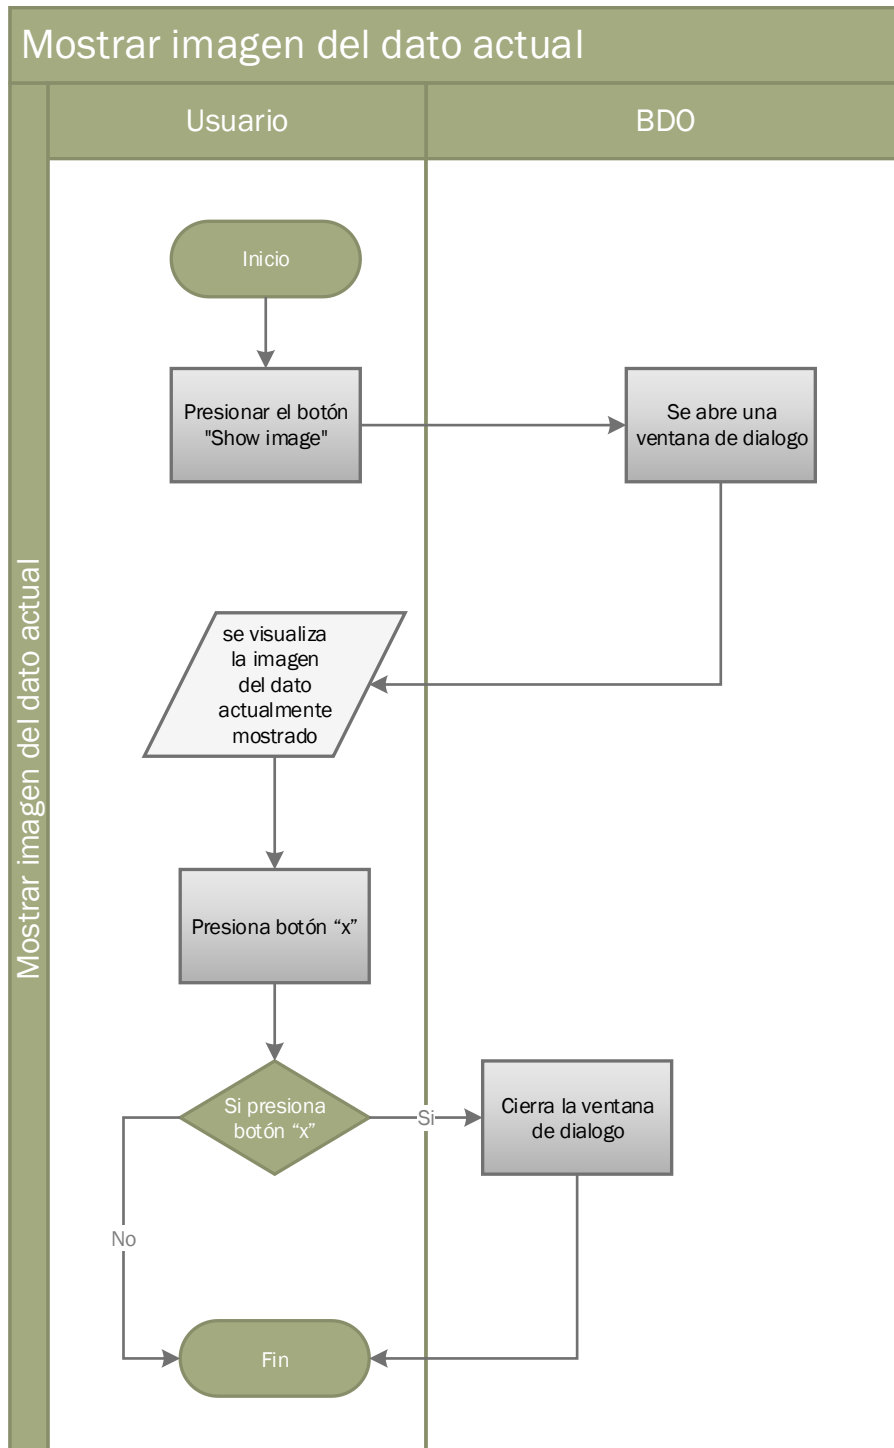 Mostrar imagen del dato actual
Usuario
BDO
Mostrar imagen del dato actual
Inicio
Presionar el botón
"Show image"
Se abre una
ventana de dialogo
se visualiza
la imagen
del dato
actualmente
mostrado
Presiona botón “x”
Si presiona
botón “x”
Si
Cierra la ventana
de dialogo
No
Fin